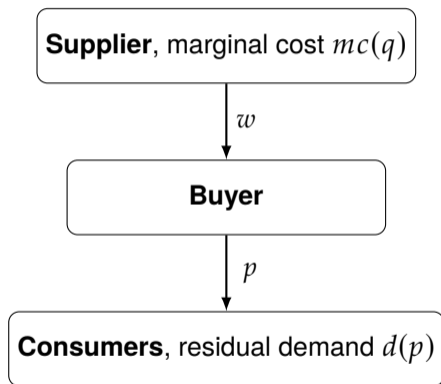 Supplier, marginal cost mc(q)
w
Buyer
p
Consumers, residual demand d(p)